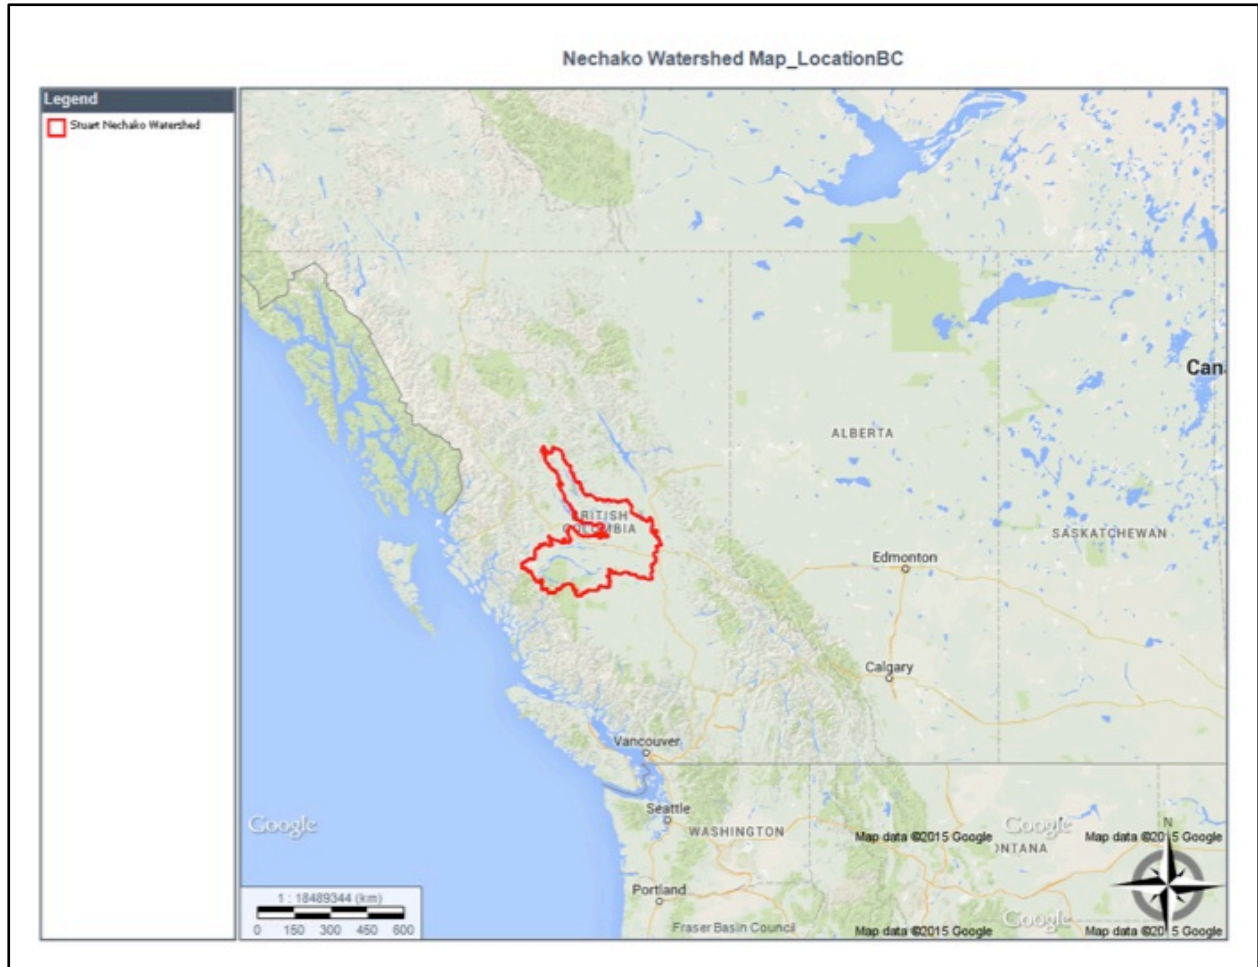 Nechako Watershed Map_LocationBC
Legend
Stuart Nechako Watershed
Can
ALBERTA
BRITISH
COLUMBIA
SASKATCHEWAN
Edmonton
Calgary
Vancouver
Seattle
WASHINGTON
Google
Google
N
Map data ©2015 Google
Map data ©2015 Google
ONTANA
Portland
1 : 18489344 (km)
0 150 300 450 600
Fraser Basin Council
Google
Map data ©2015 Google
Map data ©2015 Google